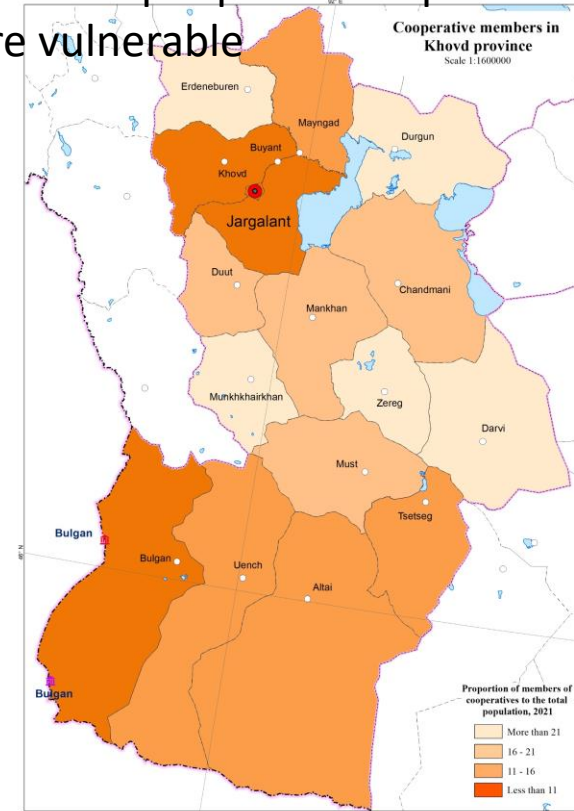 re vulnerable
Cooperative members in
Khovd province
Scale 1:1600000
Erdeneburen
Mayngad
Durgun
Buyant
Khovd
Jargalant
Duut
Chandmani
Mankhan
Munkhkhairkhan
Zereg
Darvi
Must
Tsetseg
Bulgan
Bulgan
Uench
Altai
Bulgan
Proportion of members of
cooperatives to the total
population, 2021
More than 21
16 - 21
11 - 16
Less than 11